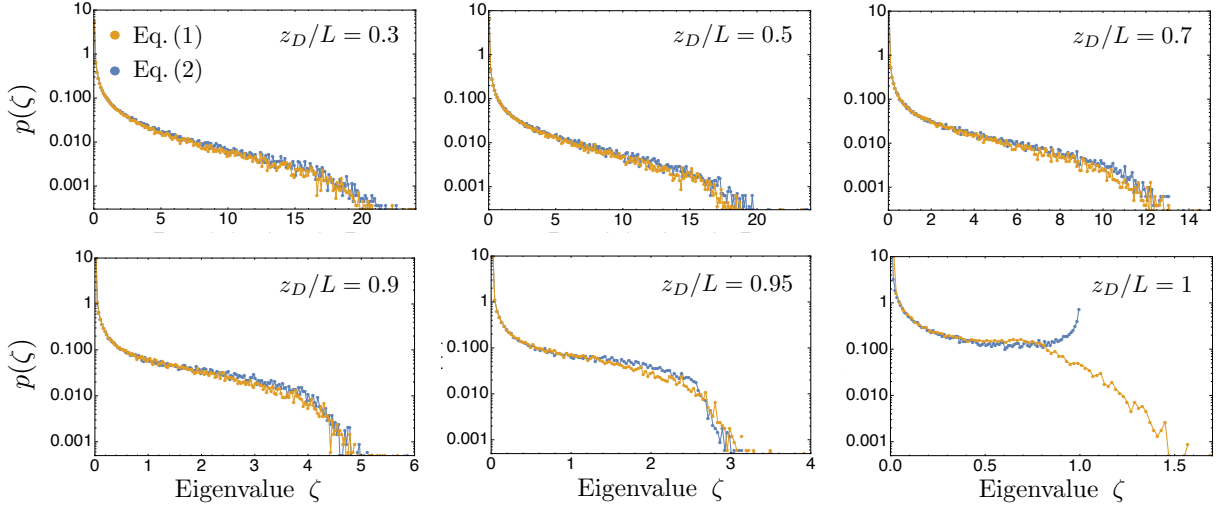 10
1
0.100
0.010
0.001
p(ζ)
Eq. (1)
Eq. (2)
z_D/L = 0.3
0 5 10 15 20
z_D/L = 0.5
10
1
0.100
0.010
0.001
0 5 10 15 20
z_D/L = 0.7
10
1
0.100
0.010
0.001
0 2 4 6 8 10 12 14
10
1
0.100
0.010
0.001
p(ζ)
z_D/L = 0.9
0 1 2 3 4 5 6
Eigenvalue ζ
10
1
0.100
0.010
0.001
z_D/L = 0.95
0 1 2 3 4
Eigenvalue ζ
10
1
0.100
0.010
0.001
z_D/L = 1
0.0 0.5 1.0 1.5
Eigenvalue ζ